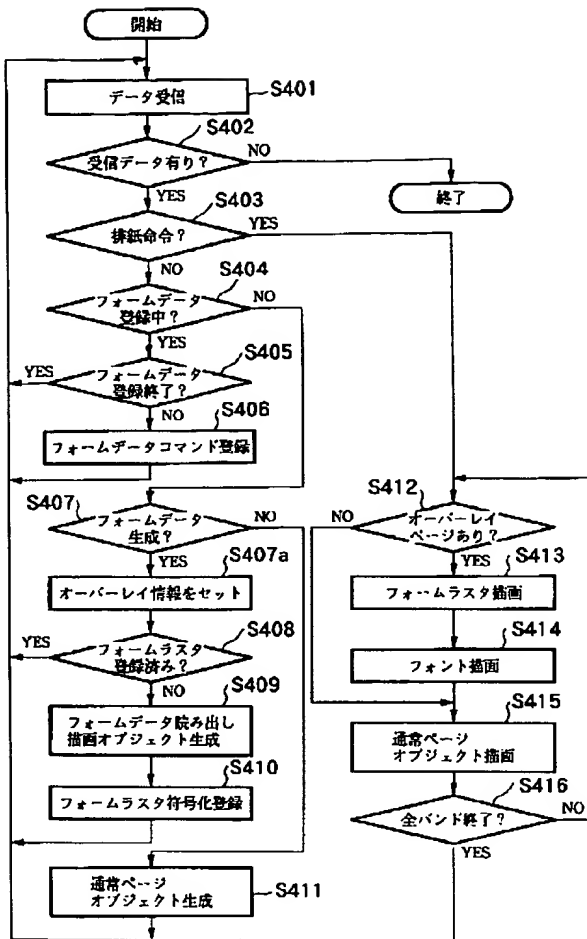 開始
データ受信
S401
S402
受信データ有り?
NO
YES
終了
S403
排紙命令?
YES
NO
S404
フォームデータ
登録中?
NO
YES
S405
フォームデータ
登録終了?
YES
NO
S406
フォームデータコマンド登録
S407
フォームデータ
生成?
NO
YES
S407a
オーバーレイ情報をセット
S408
フォームラスタ
登録済み?
YES
NO
S409
フォームデータ読み出し
描画オブジェクト生成
S410
フォームラスタ符号化登録
通常ページ
オブジェクト生成
S411
S412
オーバーレイ
ページあり?
NO
YES
S413
フォームラスタ描画
S414
フォント描画
S415
通常ページ
オブジェクト描画
S416
全バンド終了?
NO
YES